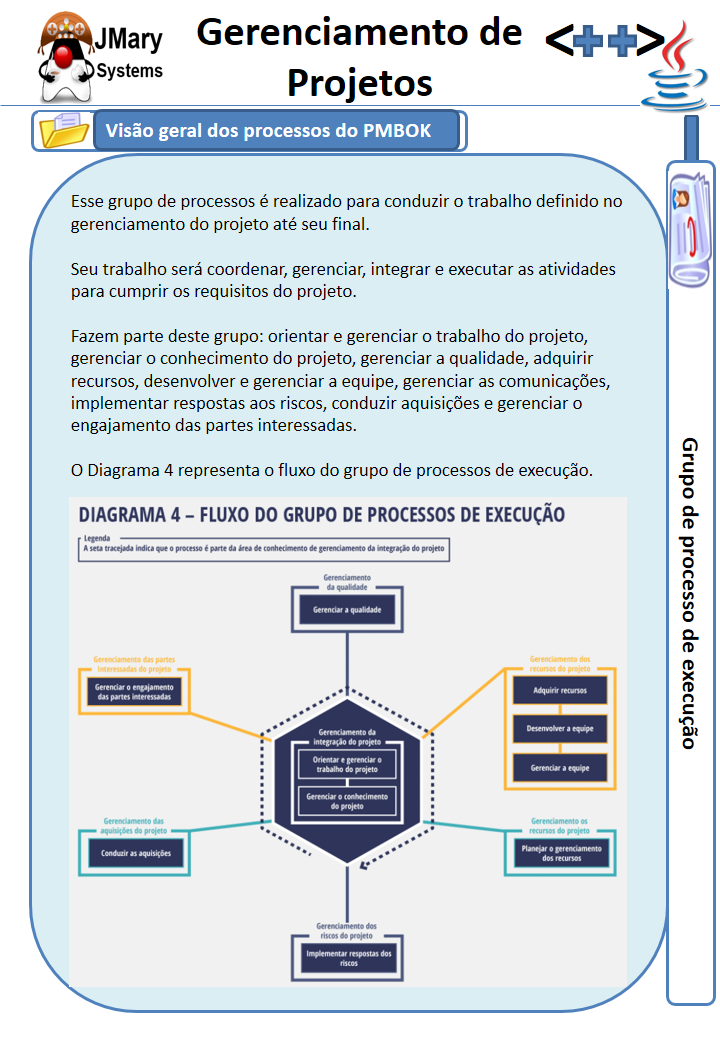 JMary
Systems
Gerenciamento de
Projetos
<++>
Visão geral dos processos do PMBOK
Esse grupo de processos é realizado para conduzir o trabalho definido no
gerenciamento do projeto até seu final.
Seu trabalho será coordenar, gerenciar, integrar e executar as atividades
para cumprir os requisitos do projeto.
Fazem parte deste grupo: orientar e gerenciar o trabalho do projeto,
gerenciar o conhecimento do projeto, gerenciar a qualidade, adquirir
recursos, desenvolver e gerenciar a equipe, gerenciar as comunicações,
implementar respostas aos riscos, conduzir aquisições e gerenciar o
engajamento das partes interessadas.
O Diagrama 4 representa o fluxo do grupo de processos de execução.
DIAGRAMA 4 – FLUXO DO GRUPO DE PROCESSOS DE EXECUÇÃO
Legenda
A seta tracejada indica que o processo é parte da área de conhecimento de gerenciamento da integração do projeto
Gerenciamento
da qualidade
Gerenciar a qualidade
Gerenciamento das partes
interessadas do projeto
Gerenciar o engajamento
das partes interessadas
Gerenciamento dos
recursos do projeto
Adquirir recursos
Desenvolver a equipe
Gerenciar a equipe
Gerenciamento da
integração do projeto
Orientar e gerenciar o
trabalho do projeto
Gerenciar o conhecimento
do projeto
Gerenciamento das
aquisições do projeto
Conduzir as aquisições
Gerenciamento os
recursos do projeto
Planejar o gerenciamento
dos recursos
Gerenciamento dos
riscos do projeto
Implementar respostas dos
riscos
Grupo de processo de execução